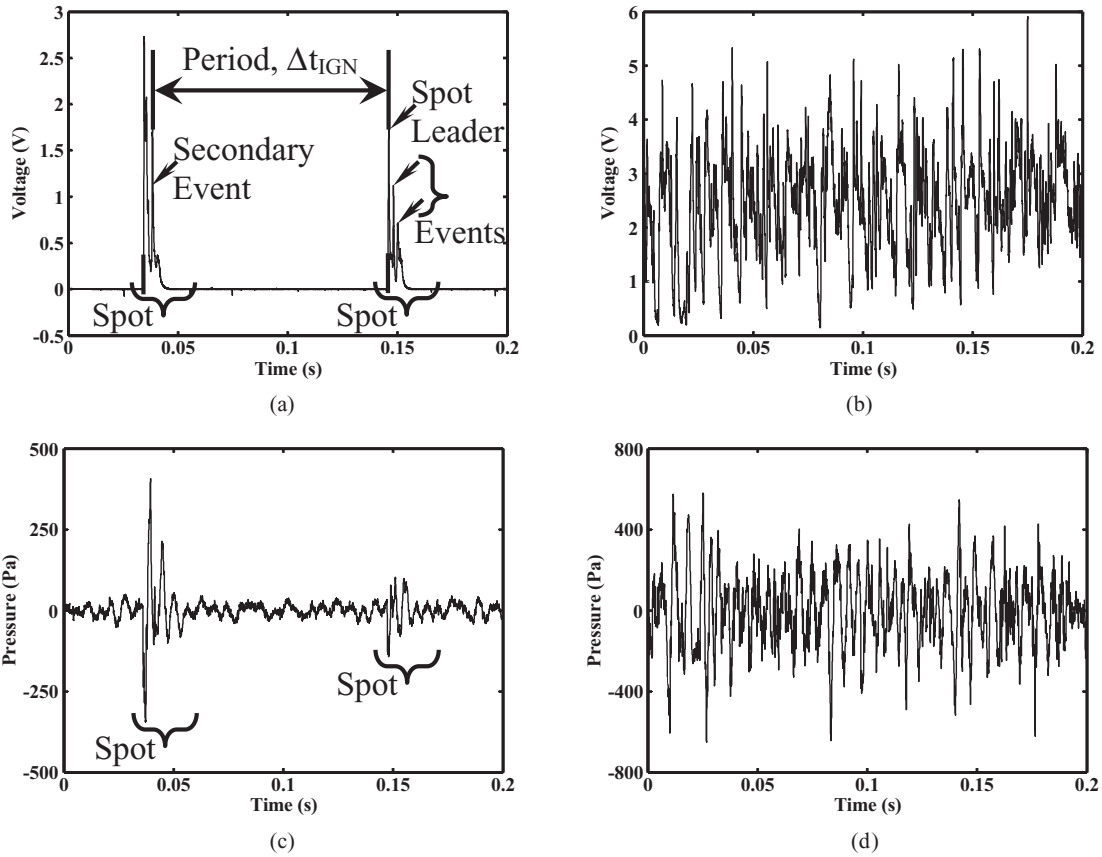 3
2.5
2
1.5
1
0.5
0
-0.5
Voltage (V)
Period, ΔtIGN
Spot
Leader
Secondary
Event
Events
Spot
Spot
0
0.05
0.1
0.15
0.2
Time (s)
(a)
6
5
4
3
2
1
0
Voltage (V)
0
0.05
0.1
0.15
0.2
Time (s)
(b)
500
250
0
-250
-500
Pressure (Pa)
Spot
Spot
0
0.05
0.1
0.15
0.2
Time (s)
(c)
800
400
0
-400
-800
Pressure (Pa)
0
0.05
0.1
0.15
0.2
Time (s)
(d)